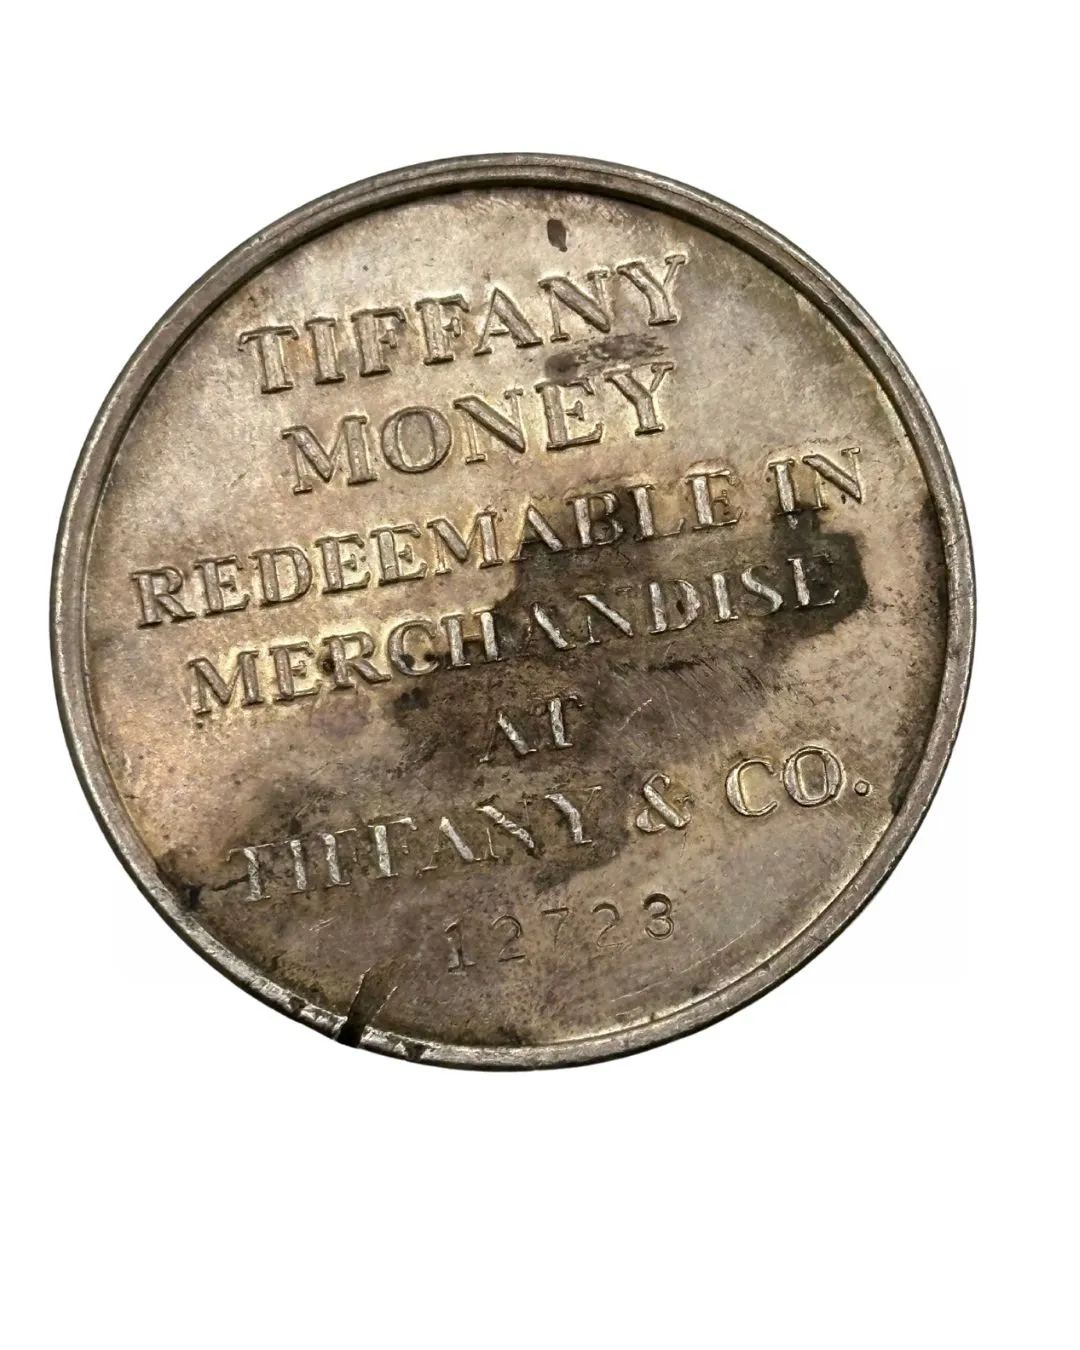 TIFFANY
MONEY
REDEEMABLE IN
MERCHANDISE
AT
TIFFANY & CO.
12723